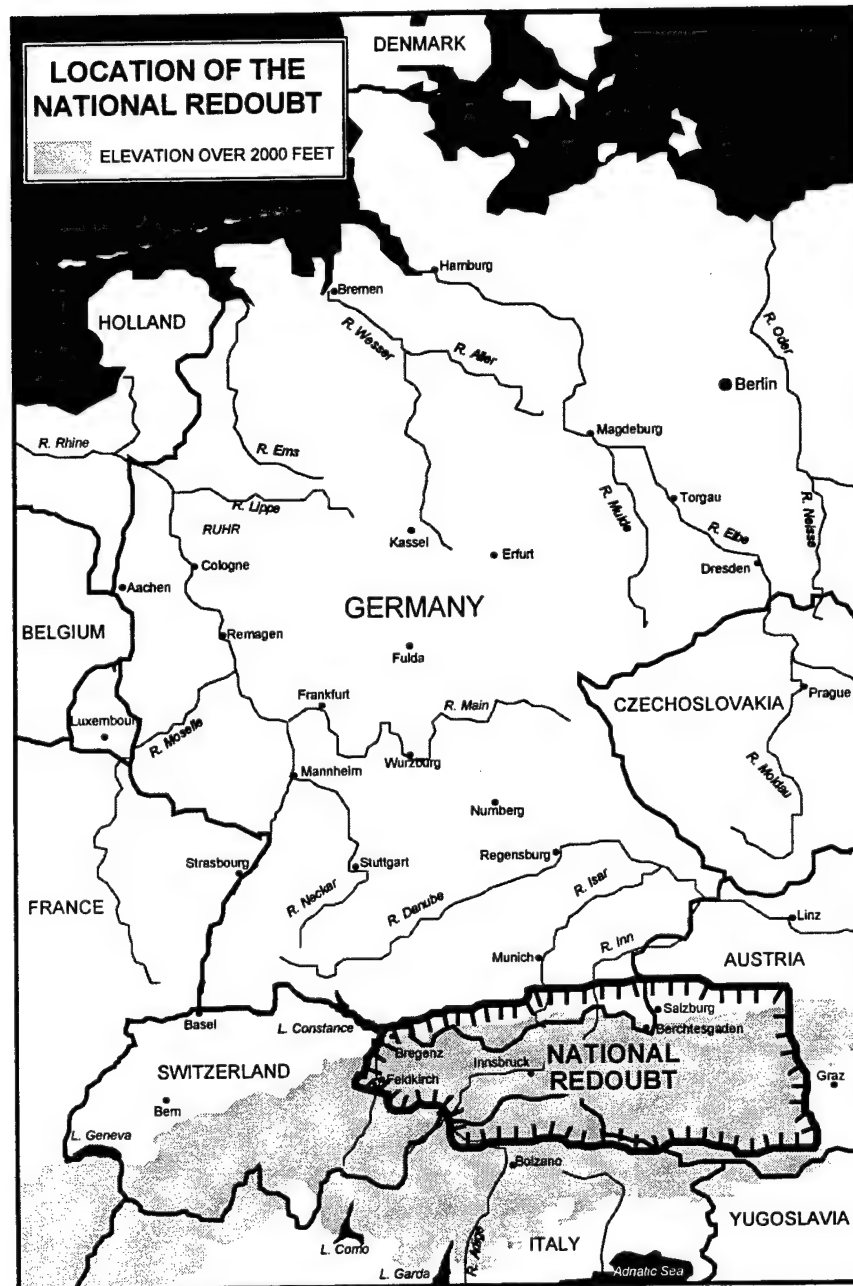 DENMARK
LOCATION OF THE
NATIONAL REDOUBT
ELEVATION OVER 2000 FEET
Hamburg
Bremen
HOLLAND
R. Wesser
R. Aller
R. Oder
Berlin
Magdeburg
R. Rhine
R. Ems
R. Lippe
R. Mulde
Torgau
R. Neisse
RUHR
Kassel
R. Elbe
Erfurt
Cologne
Dresden
Aachen
GERMANY
BELGIUM
Remagen
Fulda
Frankfurt
R. Main
CZECHOSLOVAKIA
Prague
Luxembourg
R. Moselle
Wurzburg
R. Moldau
Mannheim
Nurnberg
Regensburg
Strasbourg
Stuttgart
R. Isar
FRANCE
R. Neckar
R. Danube
Linz
R. Inn
Munich
AUSTRIA
Salzburg
Basel
L. Constance
Berchtesgaden
Bregenz
NATIONAL
REDOUBT
Innsbruck
SWITZERLAND
Feldkirch
Graz
Bern
L. Geneva
Bolzano
YUGOSLAVIA
L. Como
ITALY
R. Adige
L. Garda
Adriatic Sea